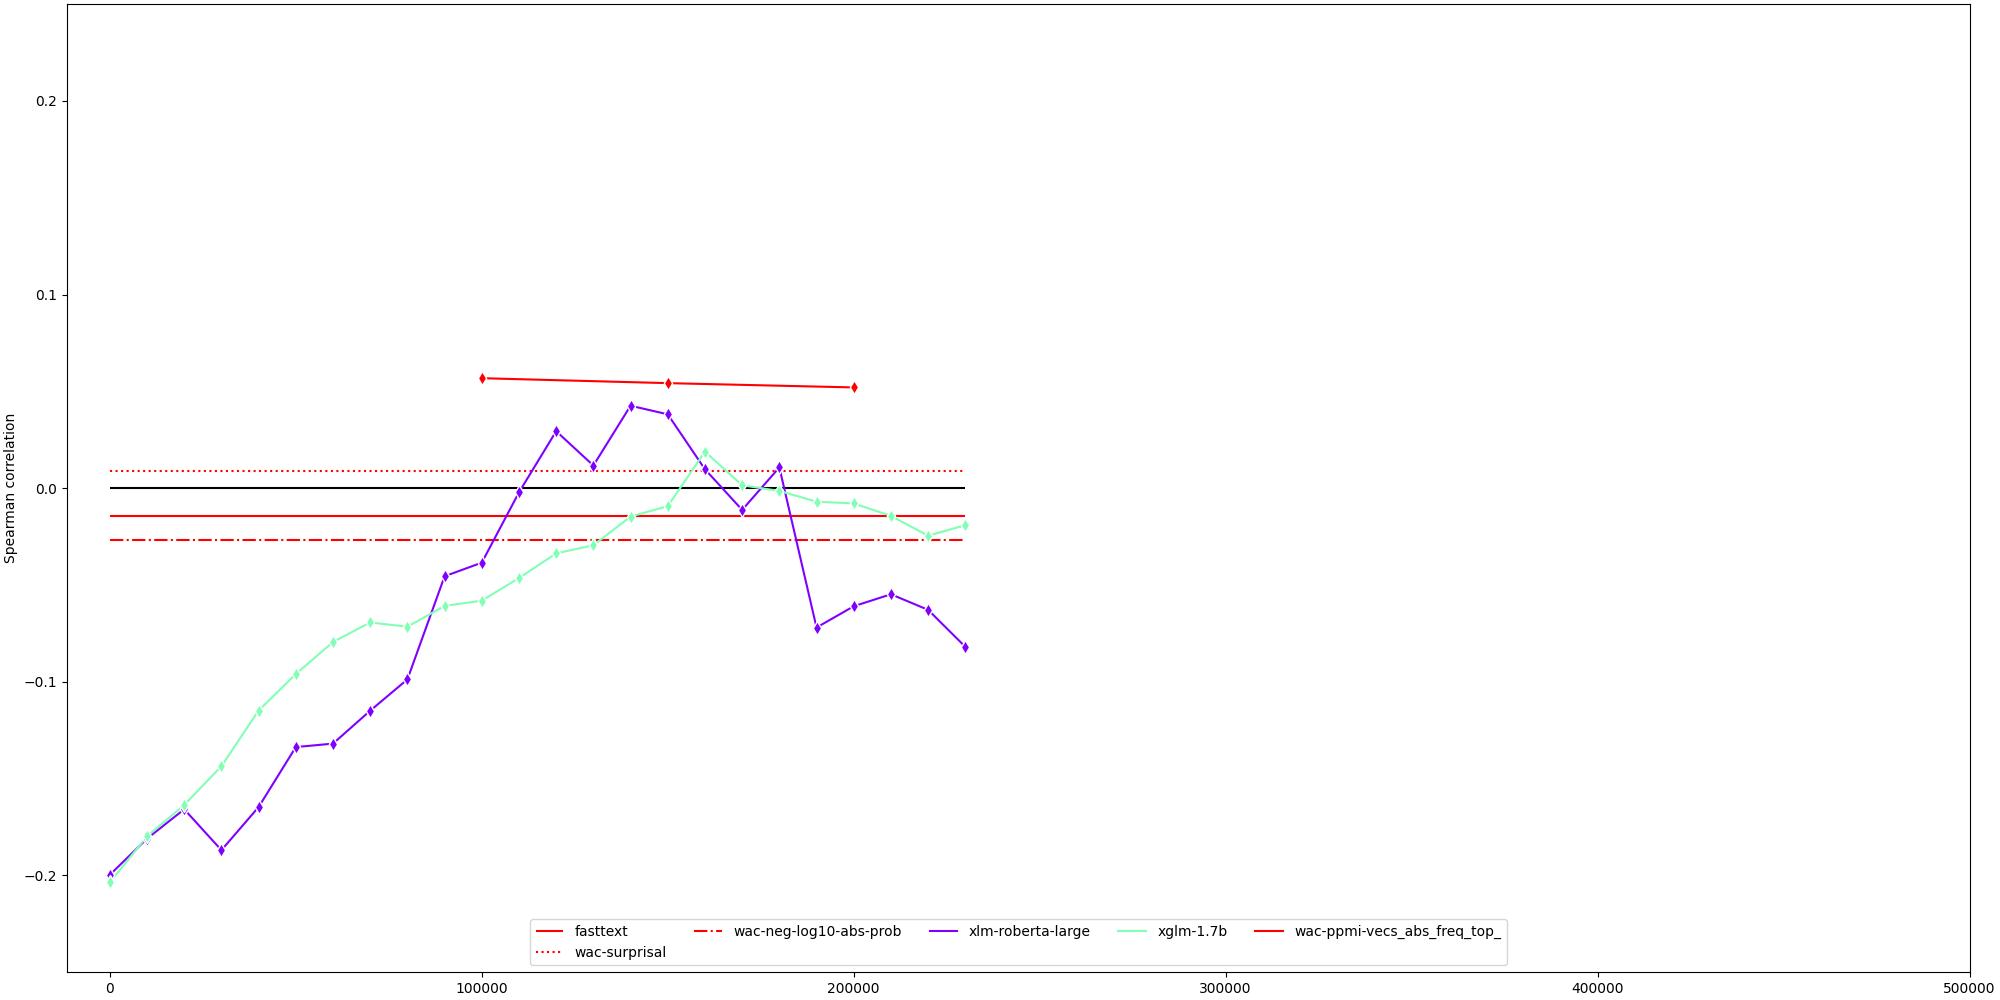 Spearman correlation
0.2
0.1
0.0
−0.1
−0.2
0
100000
200000
300000
400000
500000
fasttext
wac-surprisal
wac-neg-log10-abs-prob
xlm-roberta-large
xglm-1.7b
wac-ppmi-vecs_abs_freq_top_